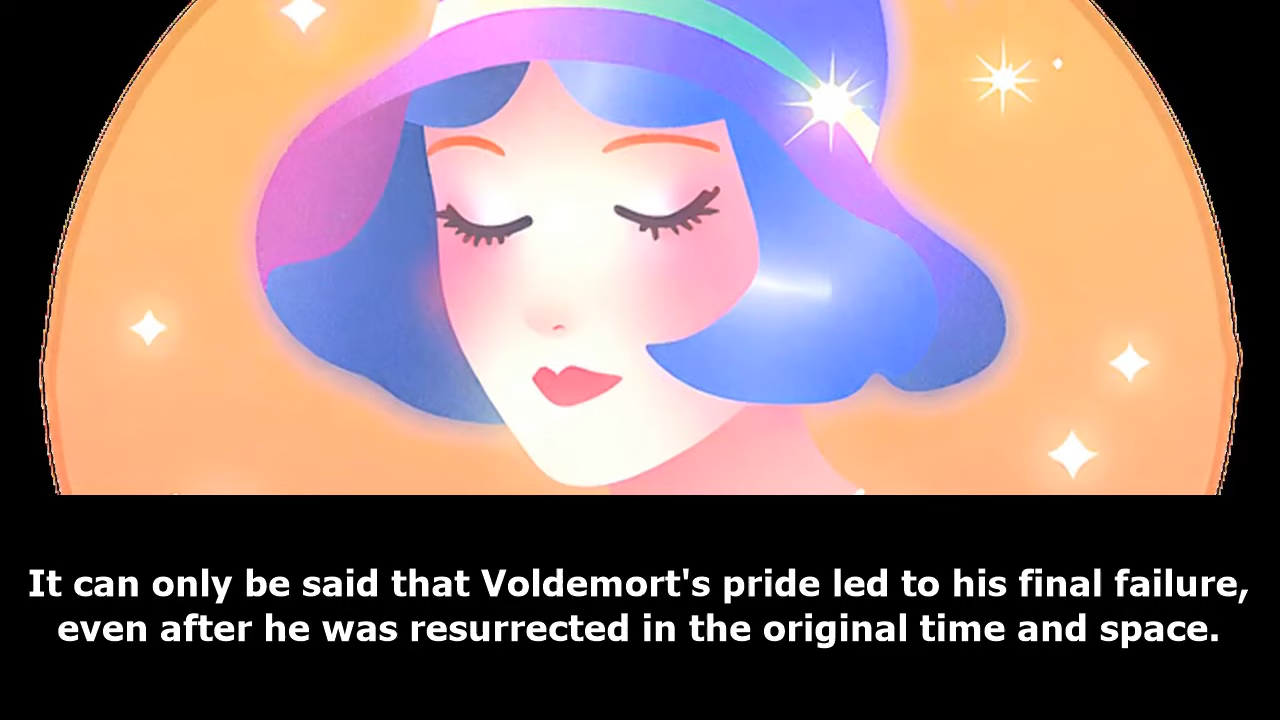 It can only be said that Voldemort's pride led to his final failure,
even after he was resurrected in the original time and space.